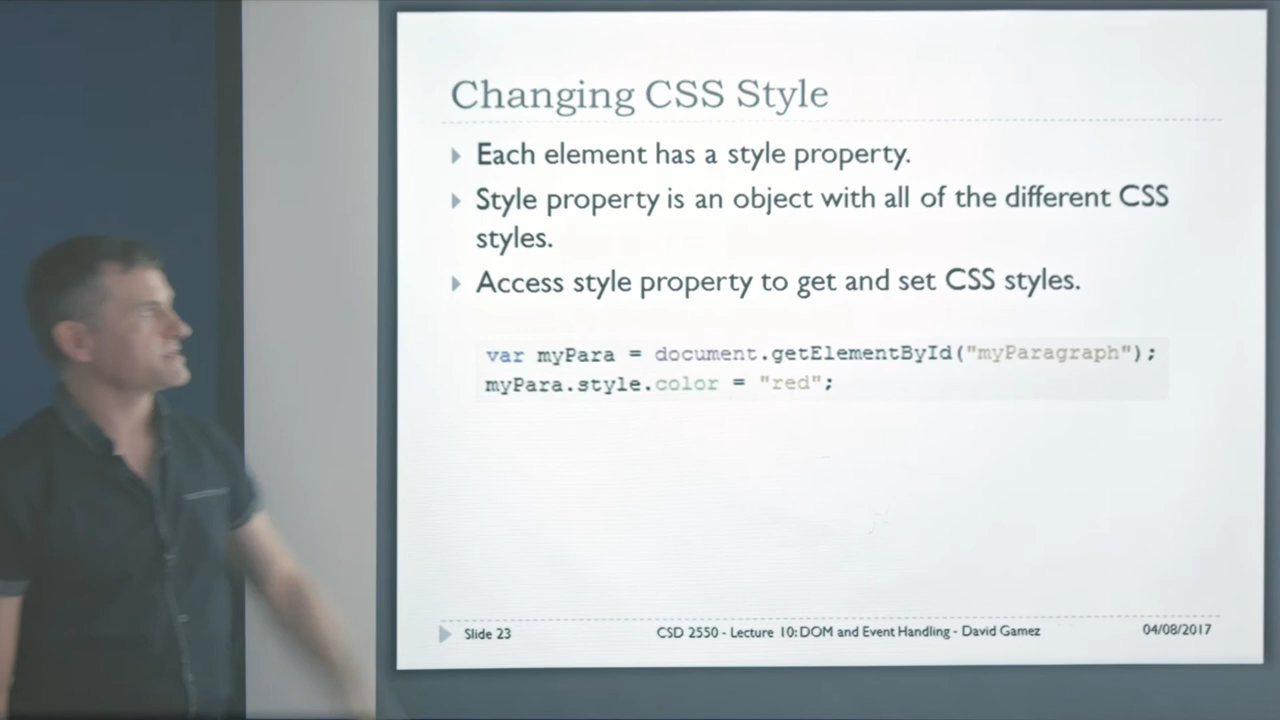 Changing CSS Style
Each element has a style property.
Style property is an object with all of the different CSS
styles.
Access style property to get and set CSS styles.
var myPara = document.getElementById("myParagraph");
myPara.style.color = "red";
Slide 23 CSD 2550 - Lecture 10: DOM and Event Handling - David Gamez 04/08/2017